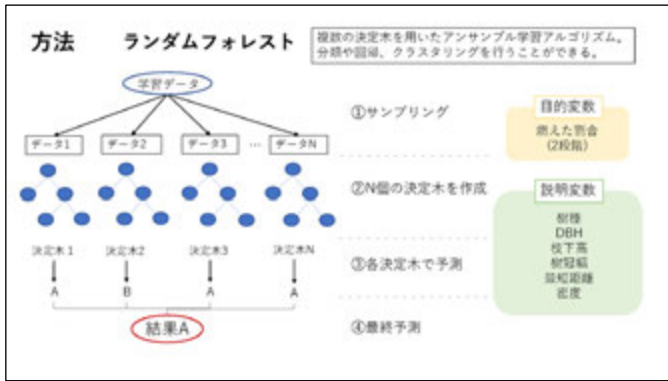 方法 ランダムフォレスト
複数の決定木を用いたアンサンブル学習アルゴリズム。
分類や回帰、クラスタリングを行うことができる。
学習データ
データ1 データ2 データ3 … データN
決定木1 決定木2 決定木3 決定木N
A B A A
結果A
①サンプリング
②N個の決定木を作成
③各決定木で予測
④最終予測
目的変数
燃えた割合
(2段階)
説明変数
樹種
DBH
枝下高
樹冠幅
最短距離
密度